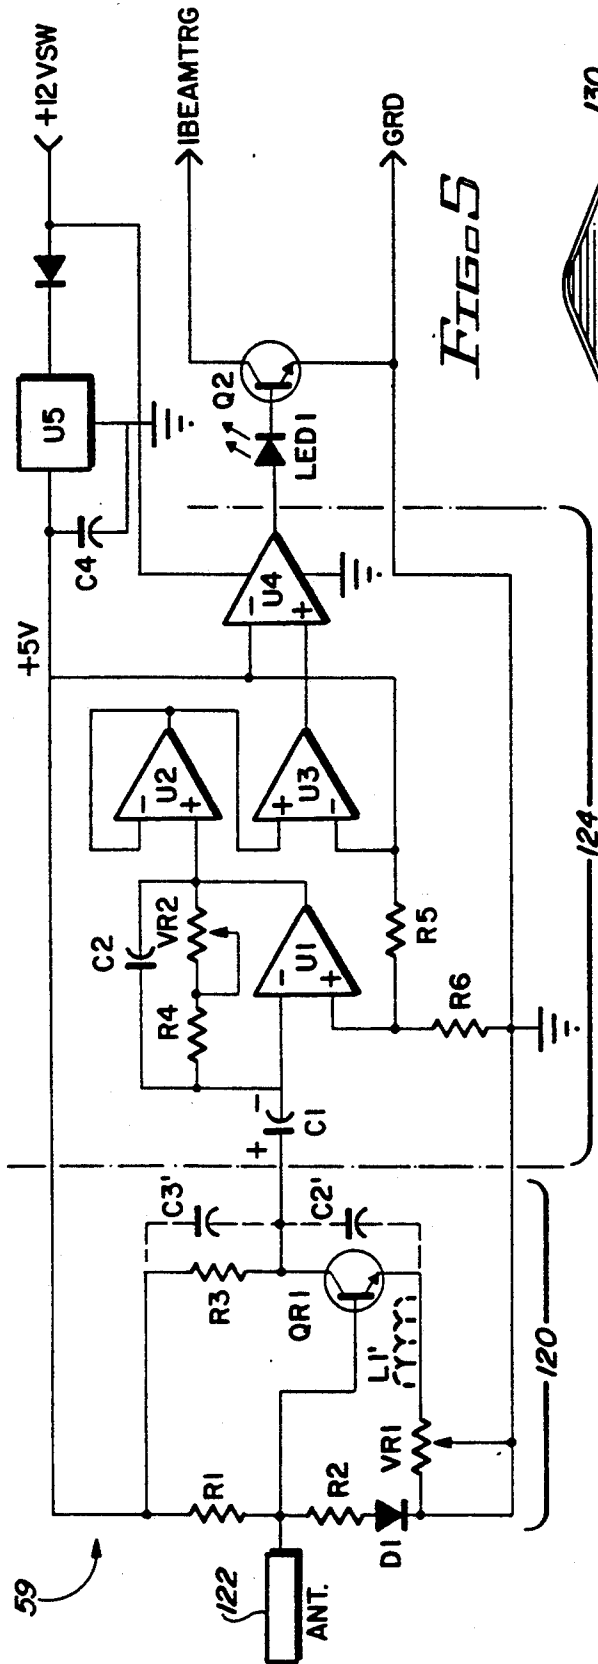 59
122
ANT.
R1
R2
D1
VR1
R3
QR1
L1'
C3'
C2'
120
+
−
C1
R4
C2
VR2
−
+
U1
R5
R6
−
+
U2
+
−
U3
+5V
C4
U5
−
+
U4
124
LED1
Q2
+12VSW
IBEAMTRG
GRD
FIG. 5
130